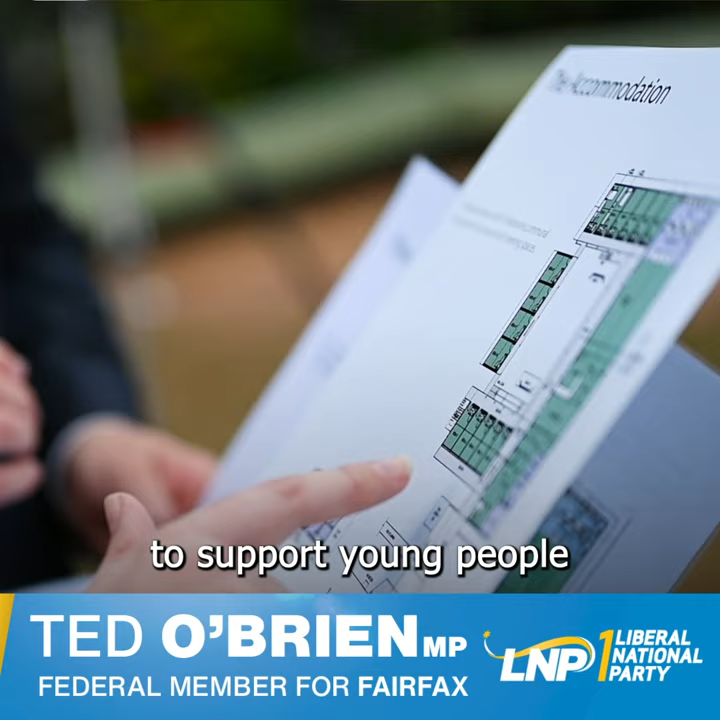 The Accommodation
to support young people
TED O'BRIEN MP
FEDERAL MEMBER FOR FAIRFAX
LNP 1 LIBERAL
NATIONAL
PARTY